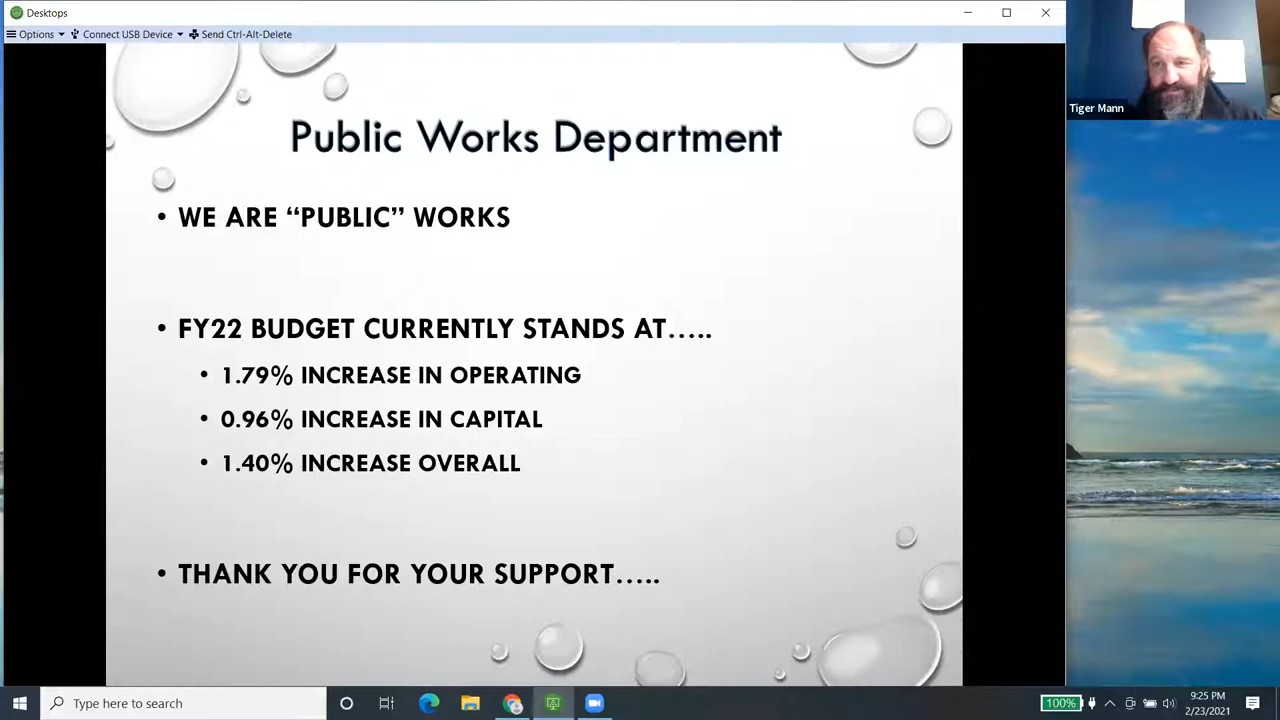 Desktops
Options Connect USB Device Send Ctrl-Alt-Delete
Tiger Mann
Public Works Department
• WE ARE “PUBLIC” WORKS
• FY22 BUDGET CURRENTLY STANDS AT.....
• 1.79% INCREASE IN OPERATING
• 0.96% INCREASE IN CAPITAL
• 1.40% INCREASE OVERALL
• THANK YOU FOR YOUR SUPPORT.....
Type here to search
100%
9:25 PM
2/23/2021